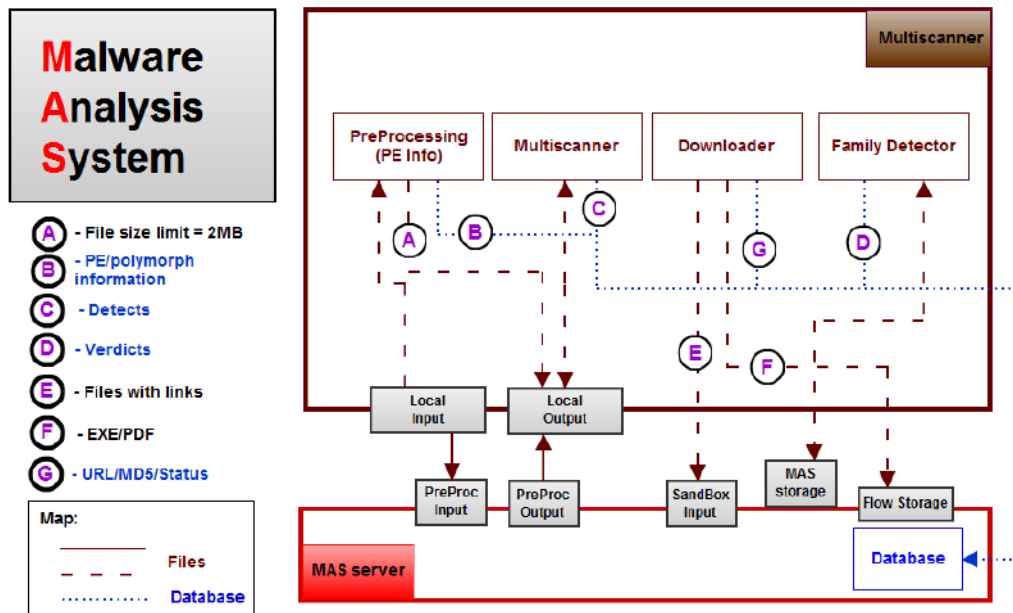 Malware
Analysis
System
A - File size limit = 2MB
B - PE/polymorph
information
C - Detects
D - Verdicts
E - Files with links
F - EXE/PDF
G - URL/MD5/Status
Map:
Files
Database
Multiscanner
PreProcessing
(PE Info)
Multiscanner
Downloader
Family Detector
A
B
C
G
D
E
F
Local
Input
Local
Output
PreProc
Input
PreProc
Output
SandBox
Input
MAS
storage
Flow Storage
MAS server
Database